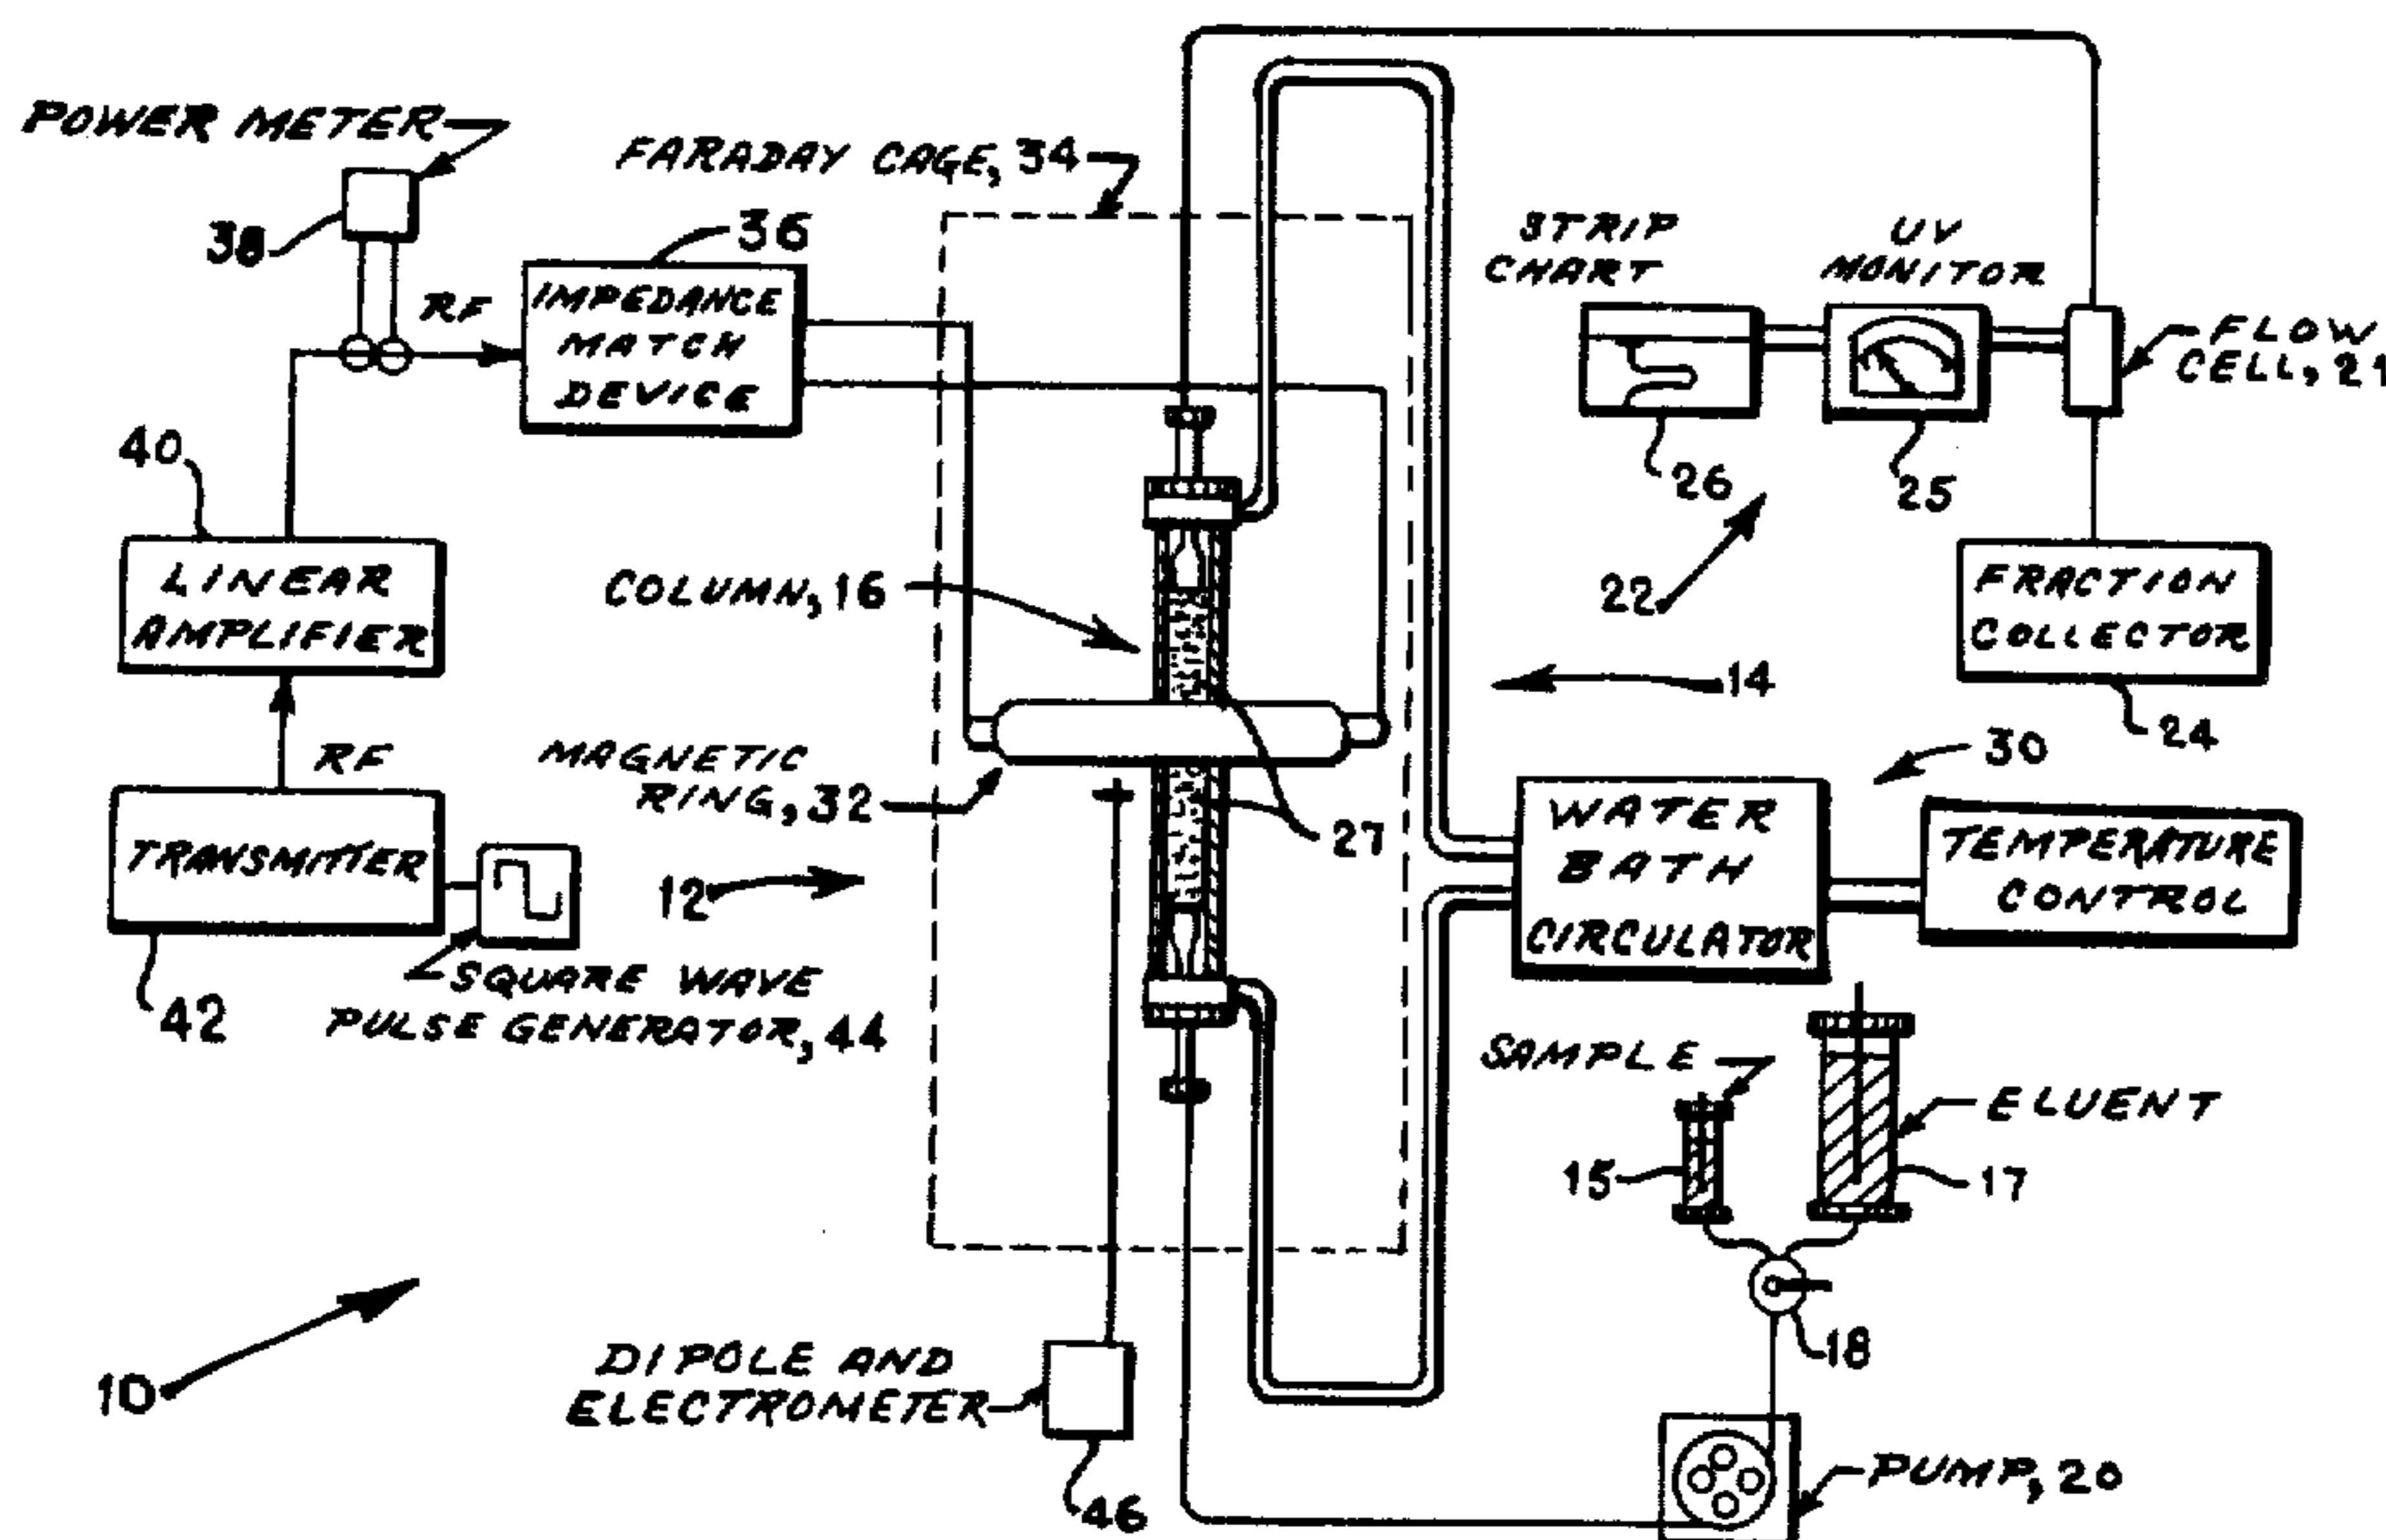 POWER METER
38
FARADAY CAGE, 34
36
RF
IMPEDANCE
MATCH
DEVICE
STRIP
CHART
UV
MONITOR
FLOW
CELL, 21
26
25
22
40
LINEAR
AMPLIFIER
COLUMN, 16
FRACTION
COLLECTOR
24
14
30
RF
MAGNETIC
RING, 32
27
TRANSMITTER
42
12
SQUARE WAVE
PULSE GENERATOR, 44
WATER
BATH
CIRCULATOR
TEMPERATURE
CONTROL
SAMPLE
ELUENT
15
17
18
10
DIPOLE AND
ELECTROMETER
46
PUMP, 20